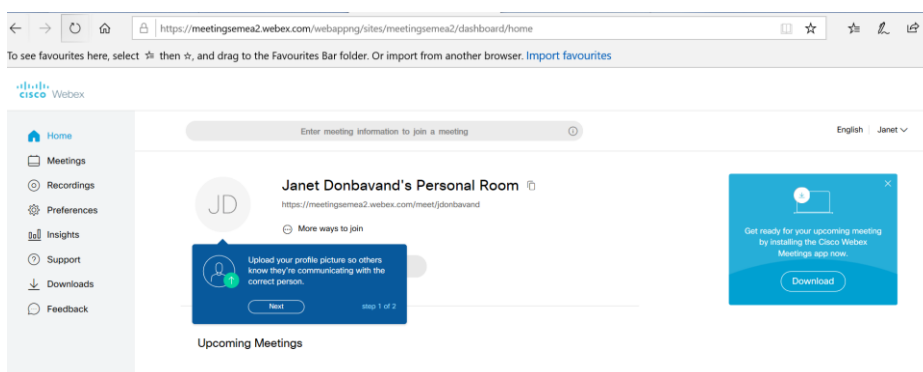 https://meetingsemea2.webex.com/webappng/sites/meetingsemea2/dashboard/home
To see favourites here, select then, and drag to the Favourites Bar folder. Or import from another browser. Import favourites
CISCO Webex
Enter meeting information to join a meeting
English Janet
Home
Meetings
Recordings
Preferences
Insights
Support
Downloads
Feedback
JD
Janet Donbavand's Personal Room
https://meetingsemea2.webex.com/meet/jdonbavand
More ways to join
Upload your profile picture so others
know they're communicating with the
correct person.
Next step 1 of 2
Upcoming Meetings
Get ready for your upcoming meeting
by installing the Cisco Webex
Meetings app now.
Download